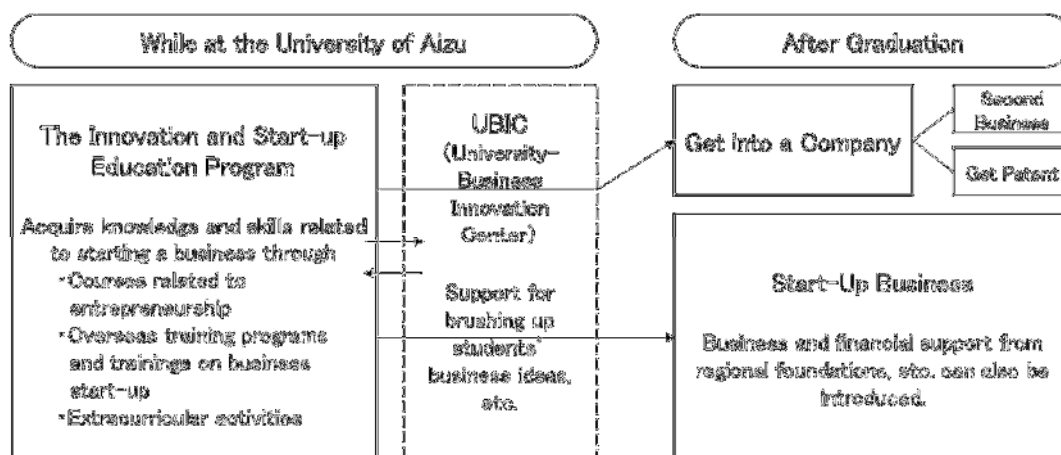 While at the University of Aizu
After Graduation
The Innovation and Start-up
Education Program
Acquire knowledge and skills related
to starting a business through
・Courses related to
entrepreneurship
・Overseas training programs
and trainings on business
start-up
・Extracurricular activities
UBIC
(University-
Business
Innovation
Center)
Support for
brushing up
students'
business ideas,
etc.
Get into a Company
Second
Business
Get Patent
Start-Up Business
Business and financial support from
regional foundations, etc. can also be
introduced.